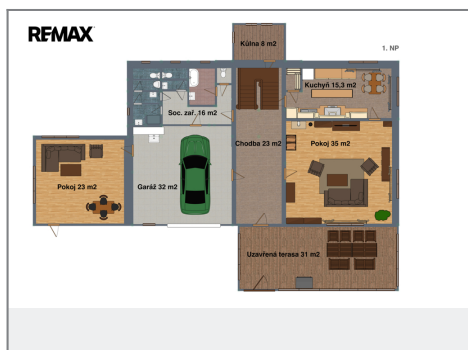 RE/MAX
Kůlna 8 m2
1. NP
Kuchyň 15,3 m2
Soc. zař. 16 m2
Chodba 23 m2
Pokoj 35 m2
Pokoj 23 m2
Garáž 32 m2
Uzavřená terasa 31 m2